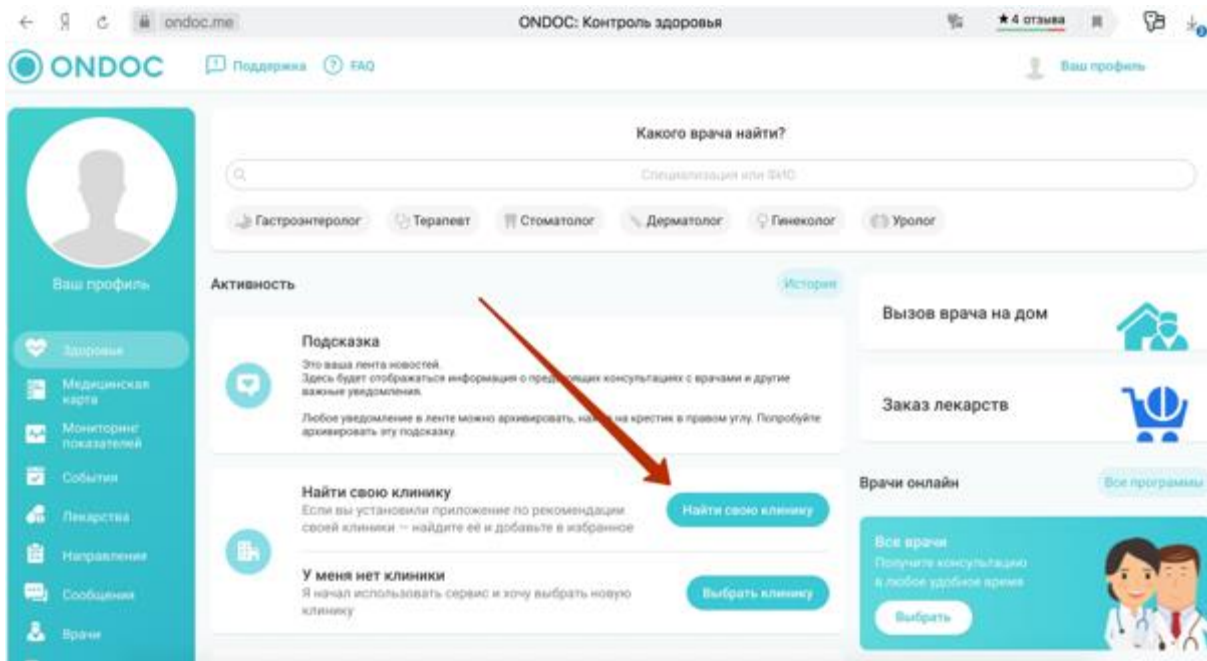 ondoc.me
ONDOC: Контроль здоровья
★4 отзыва
ONDOC
Поддержка
FAQ
Ваш профиль
Какого врача найти?
Специализация или ФИО
Гастроэнтеролог
Терапевт
Стоматолог
Дерматолог
Гинеколог
Уролог
Ваш профиль
Здоровье
Медицинская
карта
Мониторинг
показателей
События
Лекарства
Направления
Сообщения
Врачи
Активность
История
Подсказка
Это ваша лента новостей.
Здесь будет отображаться информация о предстоящих консультациях с врачами и другие
важные уведомления.
Любое уведомление в ленте можно архивировать, нажав на крестик в правом углу. Попробуйте
архивировать эту подсказку.
Найти свою клинику
Если вы установили приложение по рекомендации
своей клиники — найдите её и добавьте в избранное
Найти свою клинику
У меня нет клиники
Я начал использовать сервис и хочу выбрать новую
клинику
Выбрать клинику
Вызов врача на дом
Заказ лекарств
Врачи онлайн
Все программы
Все врачи
Получите консультацию
в любое удобное время
Выбрать